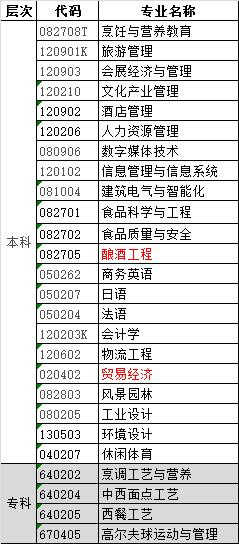 层次 代码 专业名称
082708T 烹饪与营养教育
120901K 旅游管理
120903 会展经济与管理
120210 文化产业管理
120902 酒店管理
120206 人力资源管理
080906 数字媒体技术
120102 信息管理与信息系统
081004 建筑电气与智能化
082701 食品科学与工程
本科 082702 食品质量与安全
082705 酿酒工程
050262 商务英语
050207 日语
050204 法语
120203K 会计学
120602 物流工程
020402 贸易经济
082803 风景园林
080205 工业设计
130503 环境设计
040207 休闲体育
640202 烹调工艺与营养
专科 640204 中西面点工艺
640205 西餐工艺
670405 高尔夫球运动与管理